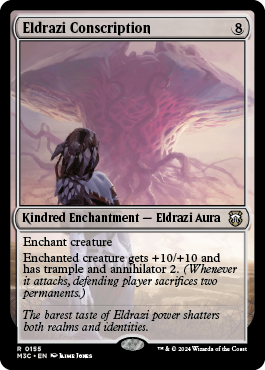 Eldrazi Conscription 8
Kindred Enchantment — Eldrazi Aura
Enchant creature
Enchanted creature gets +10/+10 and
has trample and annihilator 2. (Whenever
it attacks, defending player sacrifices two
permanents.)
The barest taste of Eldrazi power shatters
both realms and identities.
R 0155
M3C • EN Jaime Jones
™ & © 2024 Wizards of the Coast